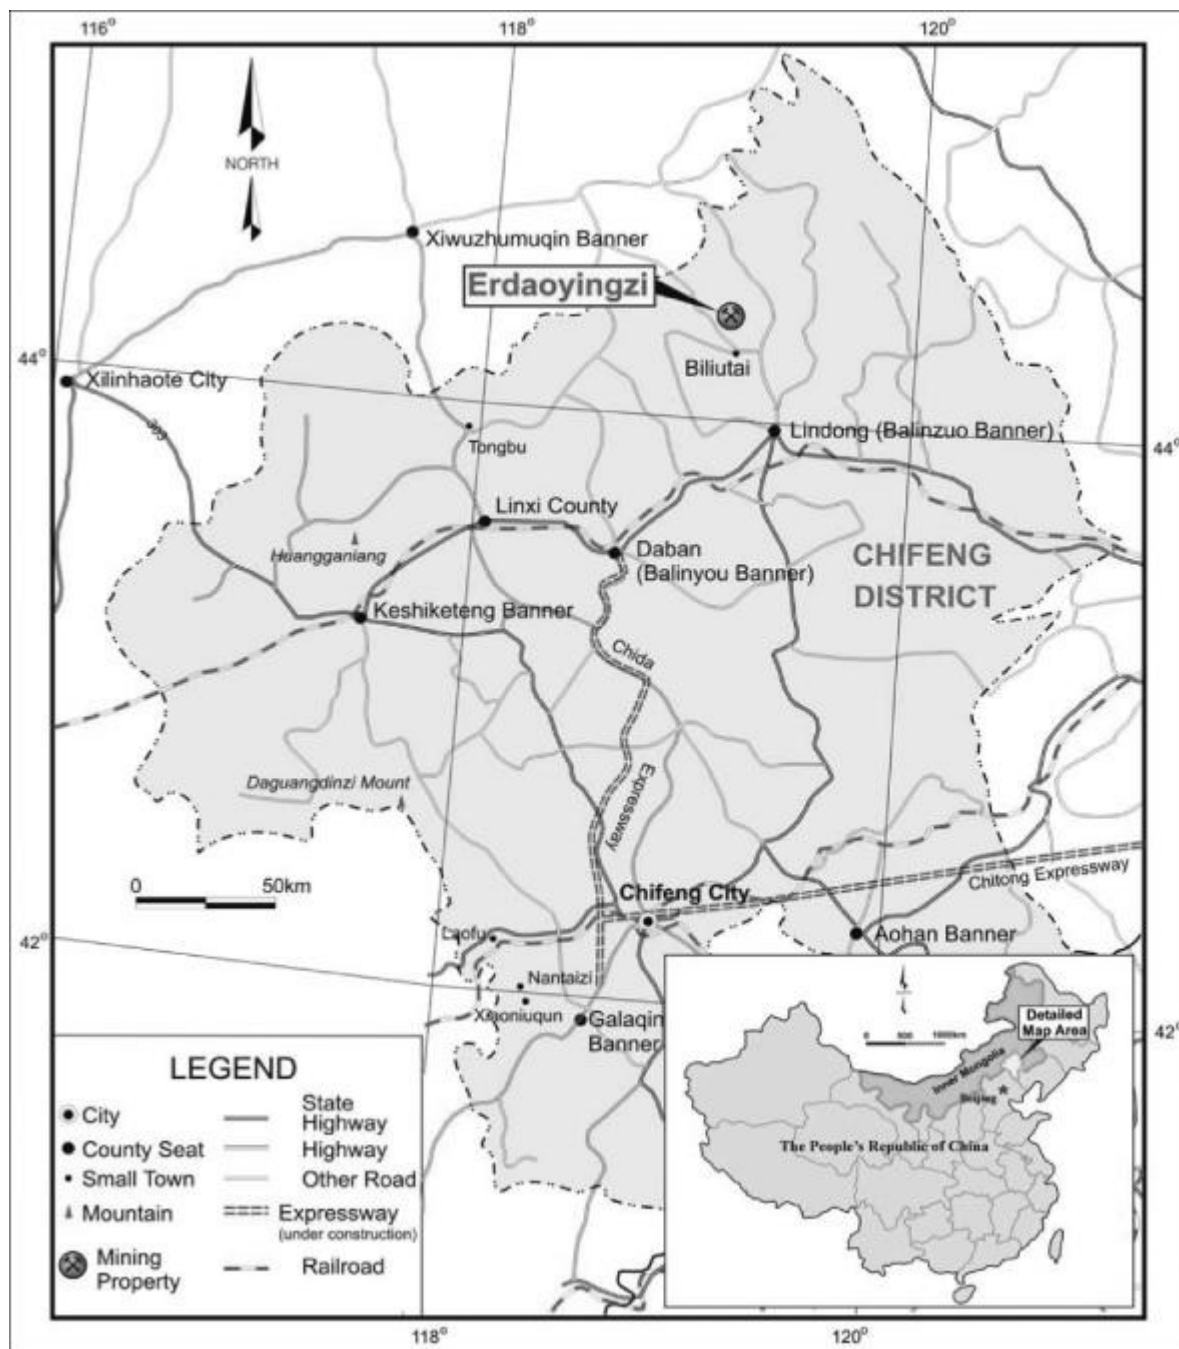 116°
118°
120°
NORTH
Xiwuzhumuqin Banner
Erdaoyingzi
44°
Biliutai
Xilinhaote City
Lindong (Balinzuo Banner)
44°
303
Tongbu
Linxi County
Huangganiang
Daban
(Balinyou Banner)
CHIFENG
DISTRICT
Keshiketeng Banner
Chida
Expressway
Daguangdinzi Mount
0 50km
Chifeng City
Chitong Expressway
42°
Laofu
Aohan Banner
Nantaizi
Xiaoniuqun
Galaqin
Banner
42°
LEGEND
City
County Seat
Small Town
Mountain
Mining
Property
State
Highway
Highway
Other Road
Expressway
(under construction)
Railroad
0 500 1000km
Detailed
Map Area
Inner Mongolia
Beijing
The People's Republic of China
118°
120°